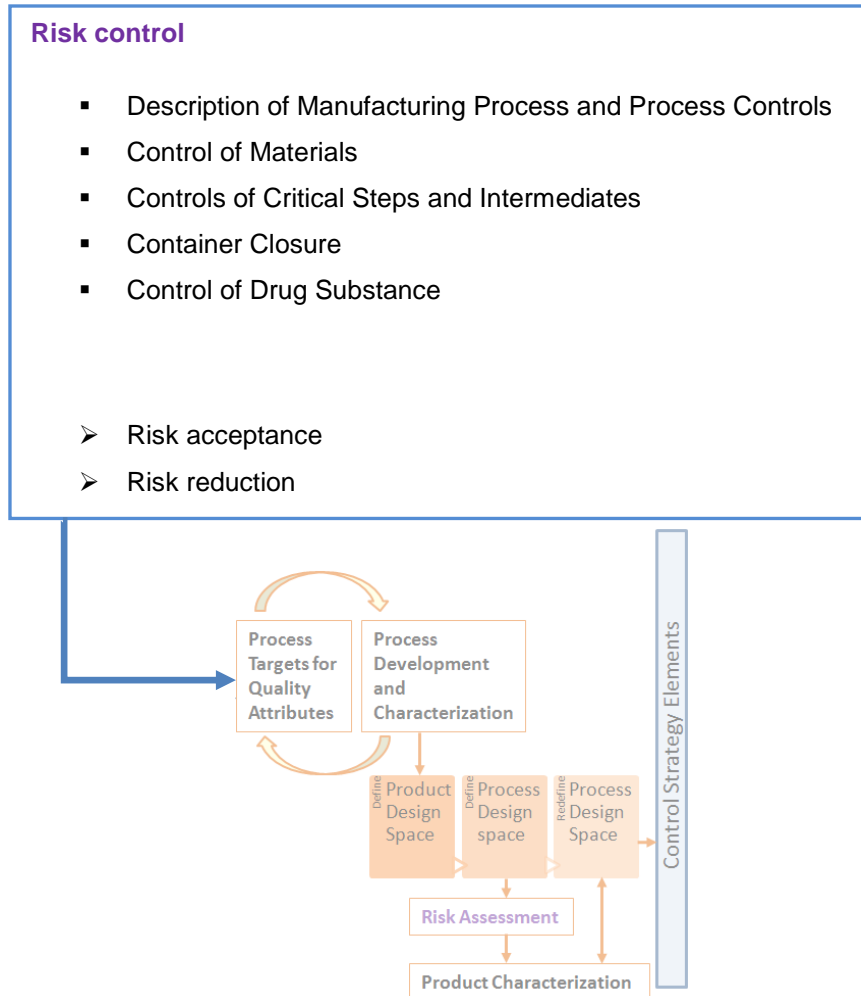 Risk control
▪ Description of Manufacturing Process and Process Controls
▪ Control of Materials
▪ Controls of Critical Steps and Intermediates
▪ Container Closure
▪ Control of Drug Substance
➢ Risk acceptance
➢ Risk reduction
Process
Targets for
Quality
Attributes
Process
Development
and
Characterization
Define
Product
Design
Space
Define
Process
Design
space
Redefine
Process
Design
Space
Control Strategy Elements
Risk Assessment
Product Characterization